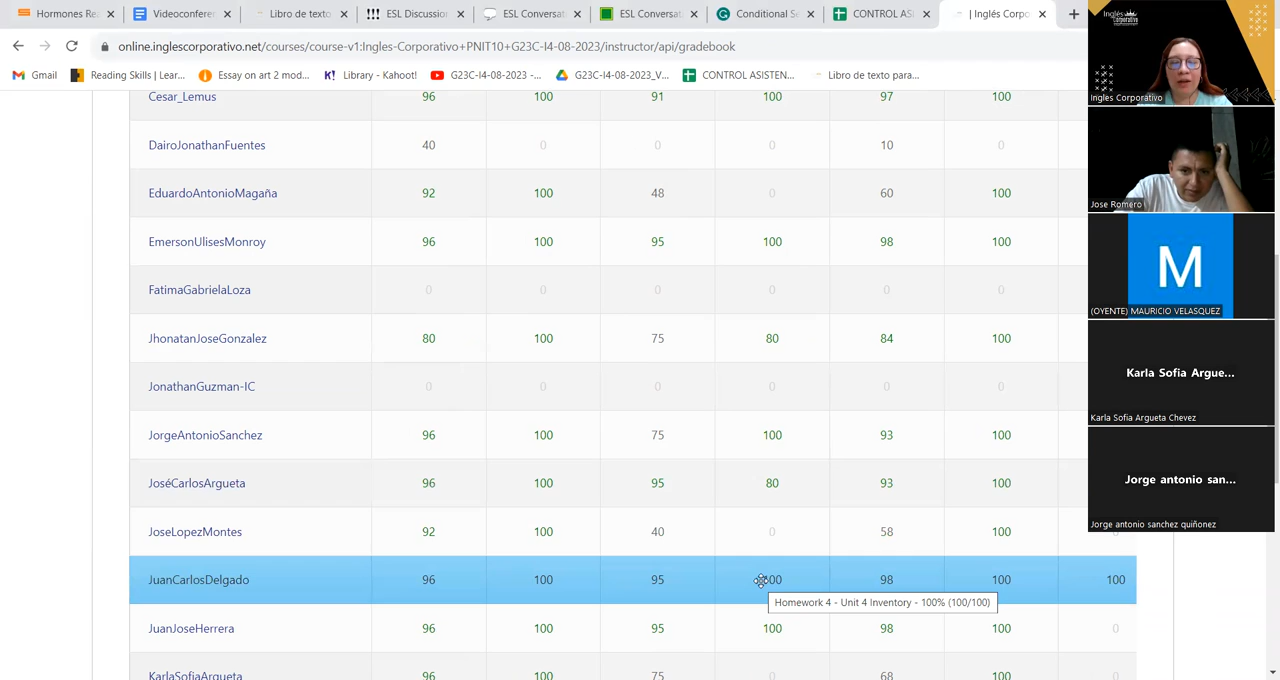 Hormones Re:
Videoconferer
Libro de texto
ESL Discussion
ESL Conversat
ESL Conversati
Conditional Se
CONTROL ASI
| Inglés Corpo
online.inglescorporativo.net/courses/course-v1:Ingles-Corporativo+PNIT10+G23C-I4-08-2023/instructor/api/gradebook
Gmail
Reading Skills | Lear...
Essay on art 2 mod...
Library - Kahoot!
G23C-I4-08-2023 -...
G23C-I4-08-2023_V...
CONTROL ASISTEN...
Libro de texto para...
Cesar_Lemus 96 100 91 100 97 100
DairoJonathanFuentes 40 0 0 0 10 0
EduardoAntonioMagaña 92 100 48 0 60 100
EmersonUlisesMonroy 96 100 95 100 98 100
FatimaGabrielaLoza 0 0 0 0 0 0
JhonatanJoseGonzalez 80 100 75 80 84 100
JonathanGuzman-IC 0 0 0 0 0 0
JorgeAntonioSanchez 96 100 75 100 93 100
JoséCarlosArgueta 96 100 95 80 93 100
JoseLopezMontes 92 100 40 0 58 100 0
JuanCarlosDelgado 96 100 95 100 98 100 100
Homework 4 - Unit 4 Inventory - 100% (100/100)
JuanJoseHerrera 96 100 95 100 98 100 0
KarlaSofiaArgueta 96 100 75 0 68 100 0
Inglés
Corporativo
Ingles Corporativo
Jose Romero
M
(OYENTE) MAURICIO VELASQUEZ
Karla Sofia Argue...
Karla Sofia Argueta Chevez
Jorge antonio san...
Jorge antonio sanchez quiñonez